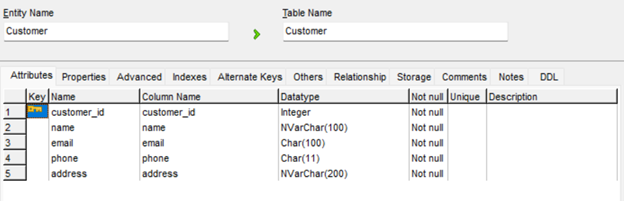 Entity Name Table Name
Customer Customer
Attributes Properties Advanced Indexes Alternate Keys Others Relationship Storage Comments Notes DDL
Key Name Column Name Datatype Not null Unique Description
1 customer_id customer_id Integer Not null
2 name name NVarChar(100) Not null
3 email email Char(100) Not null
4 phone phone Char(11) Not null
5 address address NVarChar(200) Not null